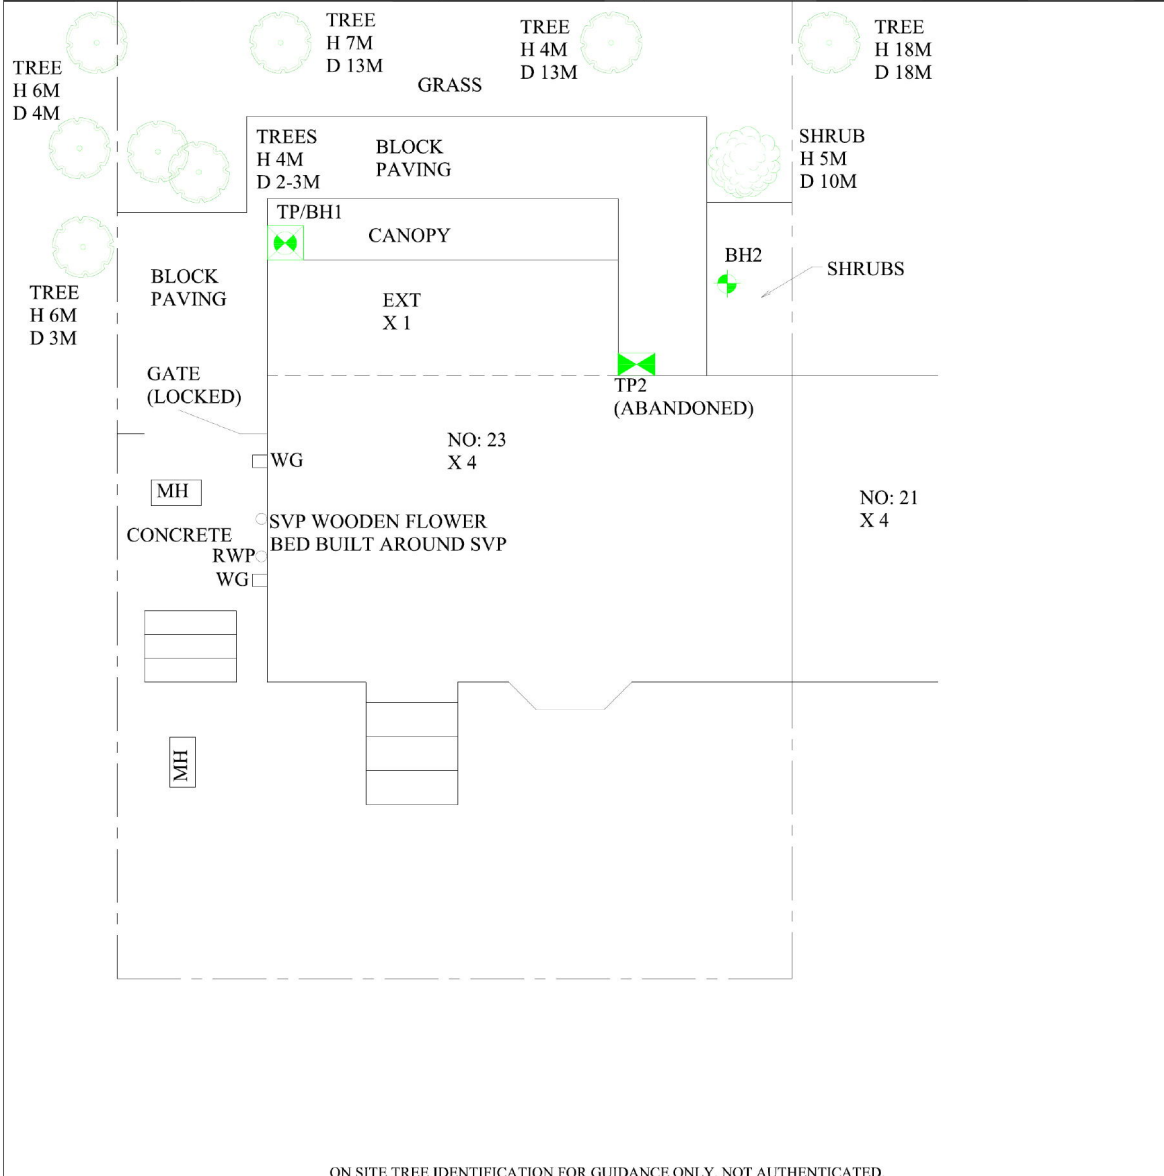 TREE
H 7M
D 13M
TREE
H 4M
D 13M
TREE
H 18M
D 18M
TREE
H 6M
D 4M
GRASS
TREES
H 4M
D 2-3M
BLOCK
PAVING
SHRUB
H 5M
D 10M
TP/BH1
CANOPY
BH2
SHRUBS
BLOCK
PAVING
TREE
H 6M
D 3M
EXT
X 1
GATE
(LOCKED)
TP2
(ABANDONED)
NO: 23
X 4
WG
MH
NO: 21
X 4
SVP WOODEN FLOWER
BED BUILT AROUND SVP
CONCRETE
RWP
WG
MH
ON SITE TREE IDENTIFICATION FOR GUIDANCE ONLY. NOT AUTHENTICATED.